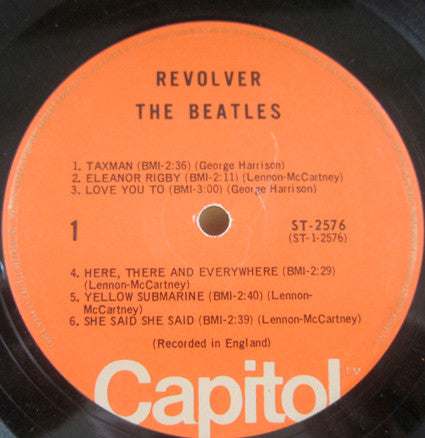 REVOLVER
THE BEATLES
1. TAXMAN (BMI-2:36) (George Harrison)
2. ELEANOR RIGBY (BMI-2:11) (Lennon-McCartney)
3. LOVE YOU TO (BMI-3:00) (George Harrison)
1
ST-2576
(ST-1-2576)
4. HERE, THERE AND EVERYWHERE (BMI-2:29)
(Lennon-McCartney)
5. YELLOW SUBMARINE (BMI-2:40) (Lennon-
McCartney)
6. SHE SAID SHE SAID (BMI-2:39) (Lennon-McCartney)
(Recorded in England)
Capitol TM